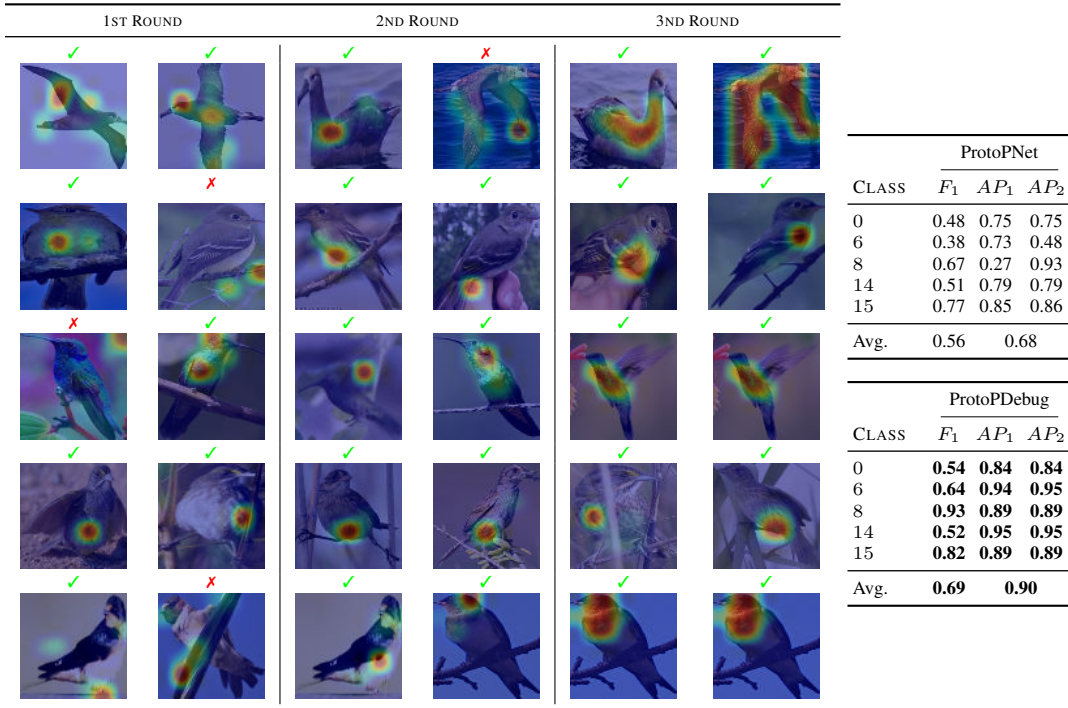 1ST ROUND 2ND ROUND 3ND ROUND
✓ ✓ ✓ ✗ ✓ ✓
✓ ✗ ✓ ✓ ✓ ✓
✗ ✓ ✓ ✓ ✓ ✓
✓ ✓ ✓ ✓ ✓ ✓
✓ ✗ ✓ ✗ ✓ ✓
ProtoPNet
CLASS F1 AP1 AP2
0 0.48 0.75 0.75
6 0.38 0.73 0.48
8 0.67 0.27 0.93
14 0.51 0.79 0.79
15 0.77 0.85 0.86
Avg. 0.56 0.68
ProtoPDebug
CLASS F1 AP1 AP2
0 0.54 0.84 0.84
6 0.64 0.94 0.95
8 0.93 0.89 0.89
14 0.52 0.95 0.95
15 0.82 0.89 0.89
Avg. 0.69 0.90